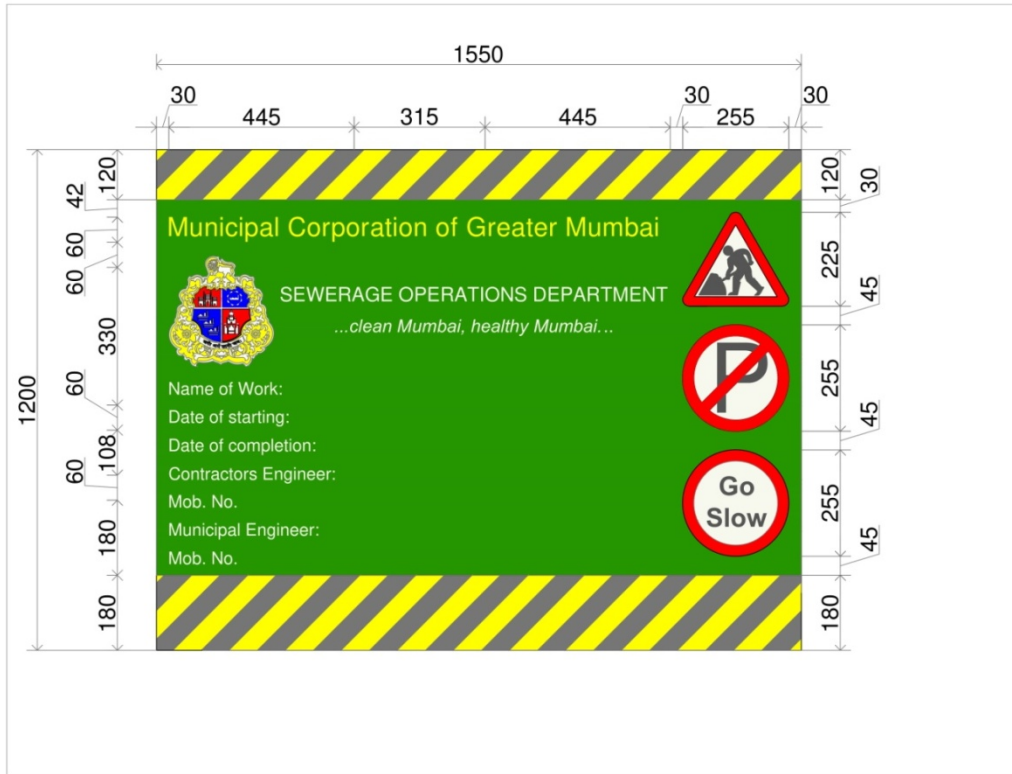 1550
30 30 30
445 315 445 255
120 120
42 30
Municipal Corporation of Greater Mumbai
60
225
60
45
SEWERAGE OPERATIONS DEPARTMENT
...clean Mumbai, healthy Mumbai...
330
P
255
60
1200
Name of Work:
Date of starting:
45
Date of completion:
108
60
Contractors Engineer:
Go
Slow
255
Mob. No.
180
Municipal Engineer:
45
Mob. No.
180 180